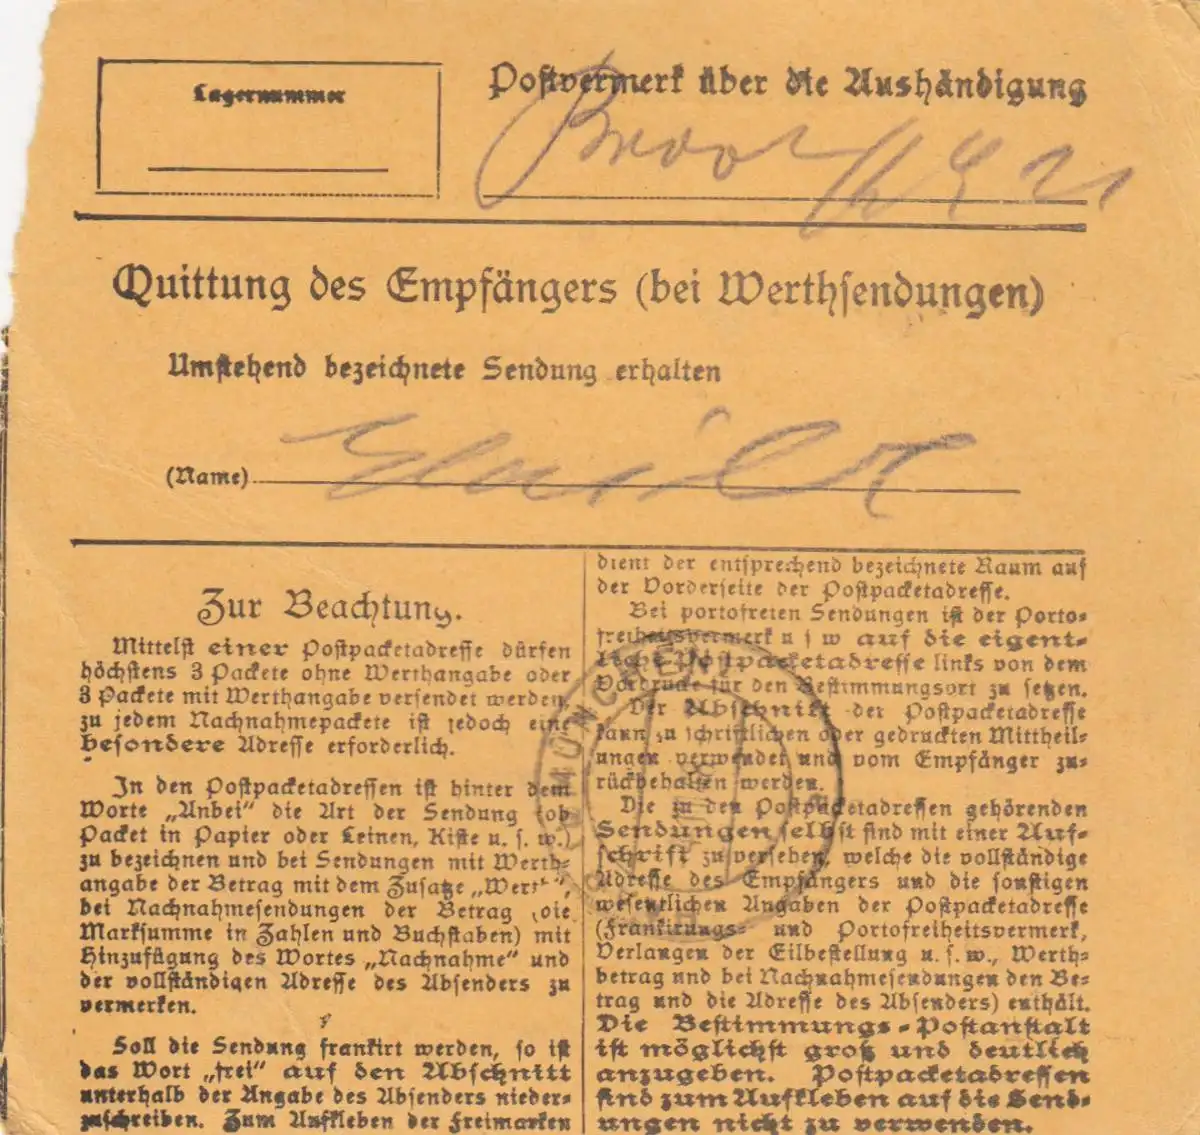 Lagernummer
Postvermerk über die Aushändigung
Quittung des Empfängers (bei Werthsendungen)
Umstehend bezeichnete Sendung erhalten
(Name)
Zur Beachtung.
Mittelst einer Postpacketadresse dürfen
höchstens 3 Packete ohne Werthangabe oder
3 Packete mit Werthangabe versendet werden,
zu jedem Nachnahmepackete ist jedoch eine
besondere Adresse erforderlich.
In den Postpacketadressen ist hinter dem
Worte „Anbei" die Art der Sendung (ob
Packet in Papier oder Leinen, Kiste u. s. w.)
zu bezeichnen und bei Sendungen mit Werth-
angabe der Betrag mit dem Zusatze „Werth",
bei Nachnahmesendungen der Betrag (die
Marksumme in Zahlen und Buchstaben) mit
Hinzufügung des Wortes „Nachnahme" und
der vollständigen Adresse des Absenders zu
vermerken.
Soll die Sendung frankirt werden, so ist
das Wort „frei" auf den Abschnitt
unterhalb der Angabe des Absenders nieder-
zuschreiben. Zum Aufkleben der Freimarken
dient der entsprechend bezeichnete Raum auf
der Vorderseite der Postpacketadresse.
Bei portofreien Sendungen ist der Porto-
freiheitsvermerk u s w auf die eigent-
liche Postpacketadresse links von dem
Vordrucke für den Bestimmungsort zu setzen.
Der Abschnitt der Postpacketadresse
kann zu schriftlichen oder gedruckten Mittheil-
ungen verwendet und vom Empfänger zu-
rückbehalten werden.
Die zu den Postpacketadressen gehörenden
Sendungen selbst sind mit einer Auf-
schrift zu versehen, welche die vollständige
Adresse des Empfängers und die sonstigen
wesentlichen Angaben der Postpacketadresse
(Frankirungs- und Portofreiheitsvermerk,
Verlangen der Eilbestellung u. s. w., Werth-
betrag und bei Nachnahmesendungen den Be-
trag und die Adresse des Absenders) enthält.
Die Bestimmungs-Postanstalt
ist möglichst groß und deutlich
anzugeben. Postpacketadressen
sind zum Aufkleben auf die Send-
ungen nicht zu verwenden.
MÜNCHEN